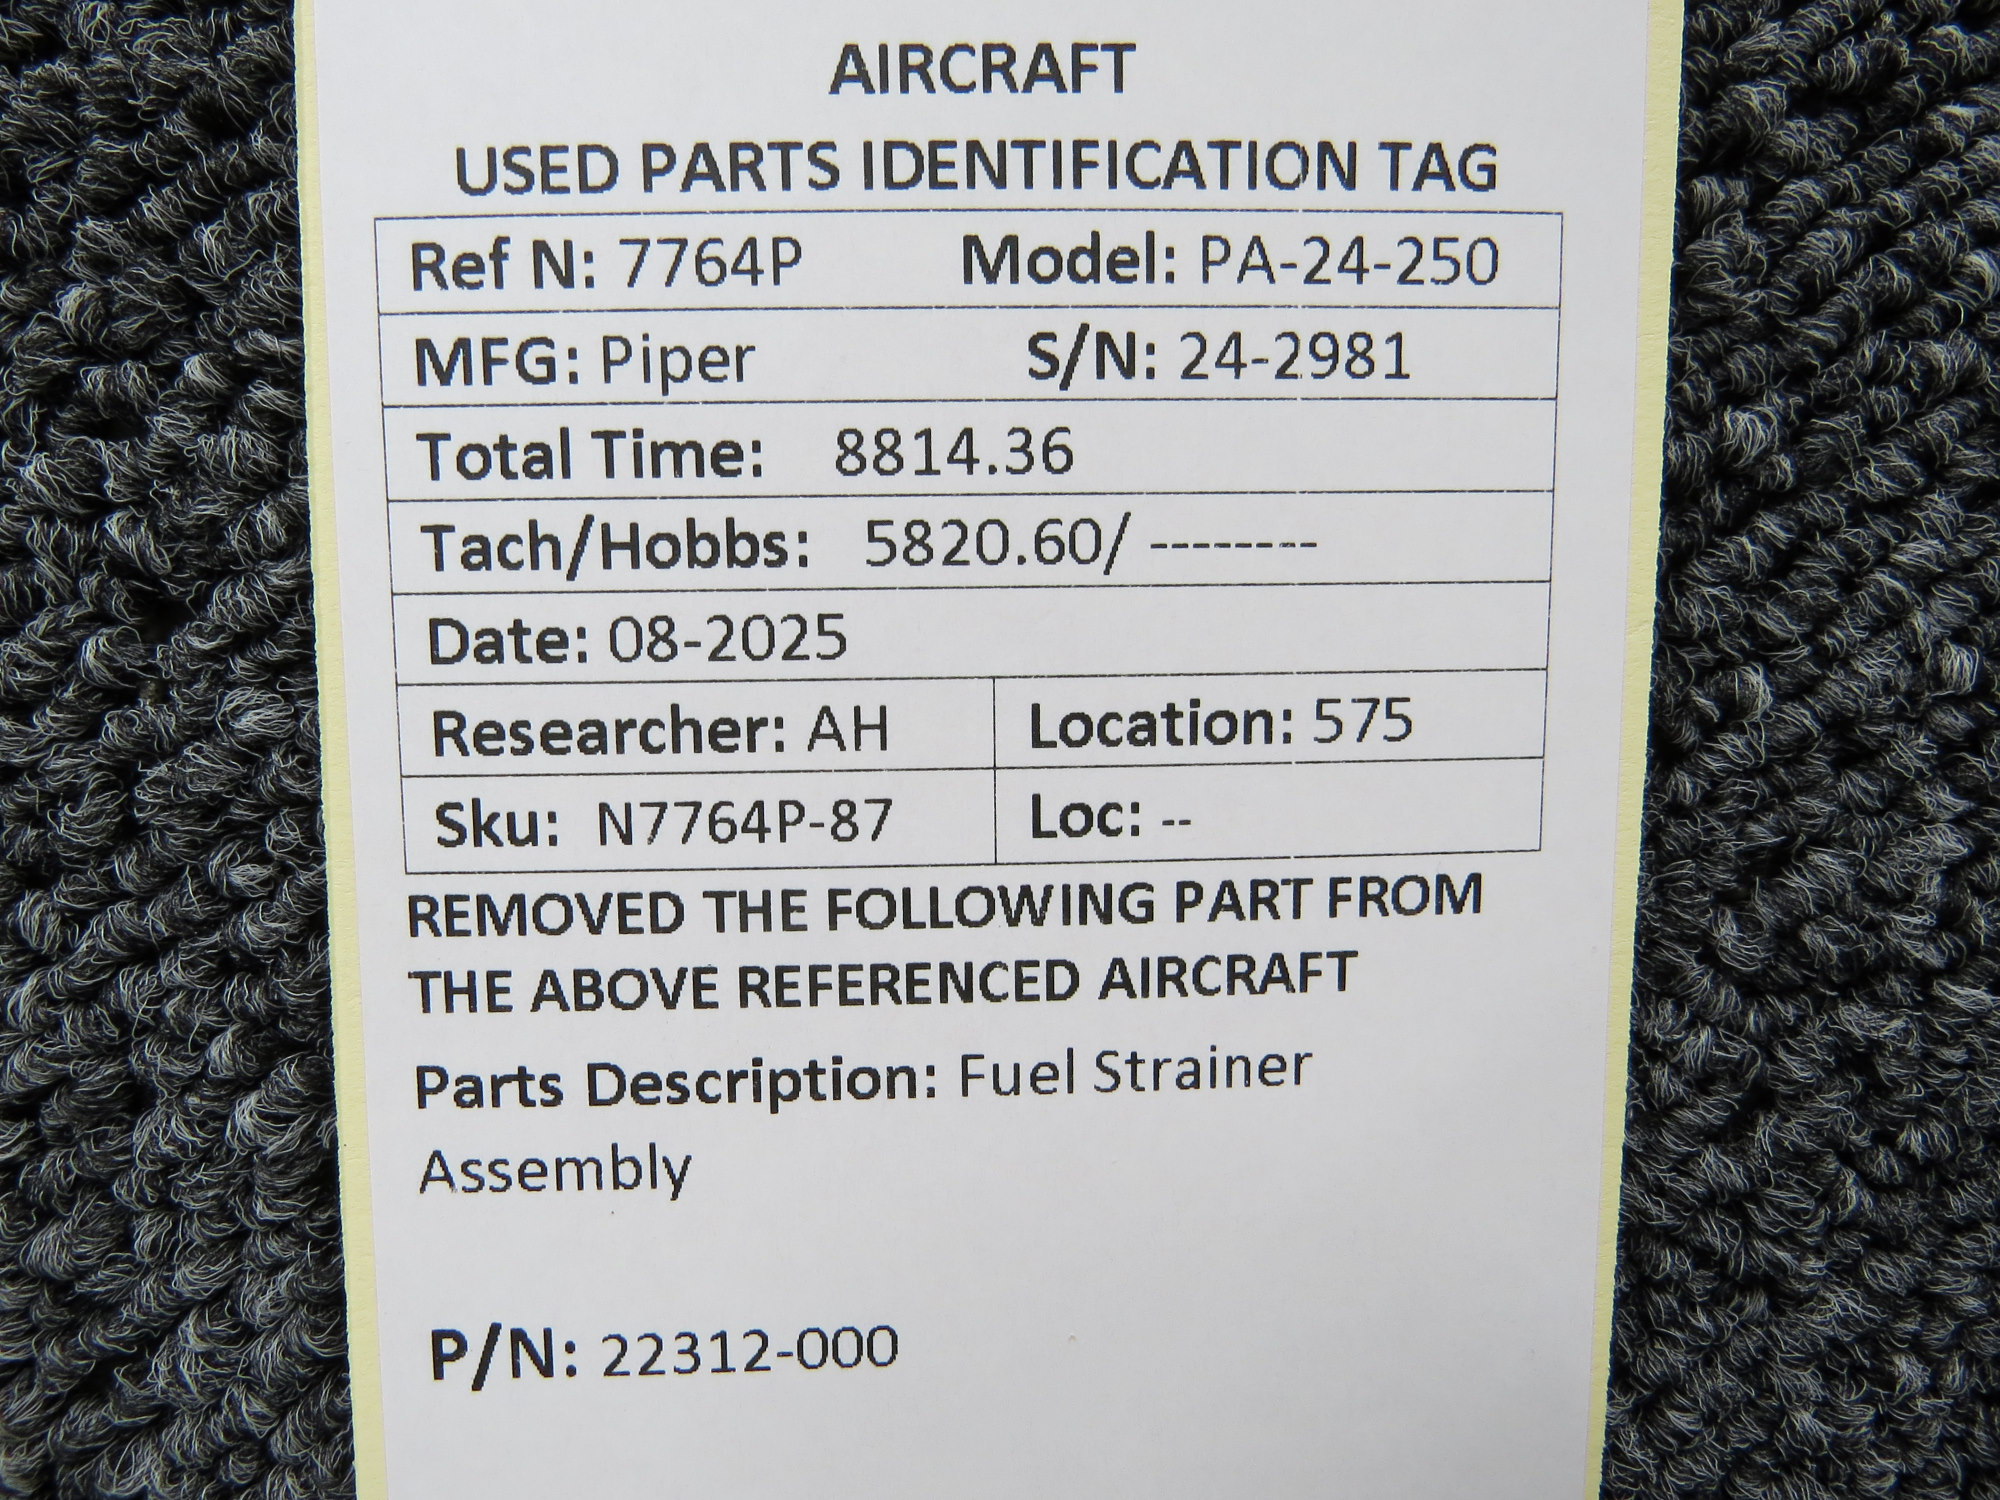 AIRCRAFT
USED PARTS IDENTIFICATION TAG
Ref N: 7764P Model: PA-24-250
MFG: Piper S/N: 24-2981
Total Time: 8814.36
Tach/Hobbs: 5820.60/ --------
Date: 08-2025
Researcher: AH Location: 575
Sku: N7764P-87 Loc: --
REMOVED THE FOLLOWING PART FROM
THE ABOVE REFERENCED AIRCRAFT
Parts Description: Fuel Strainer
Assembly
P/N: 22312-000